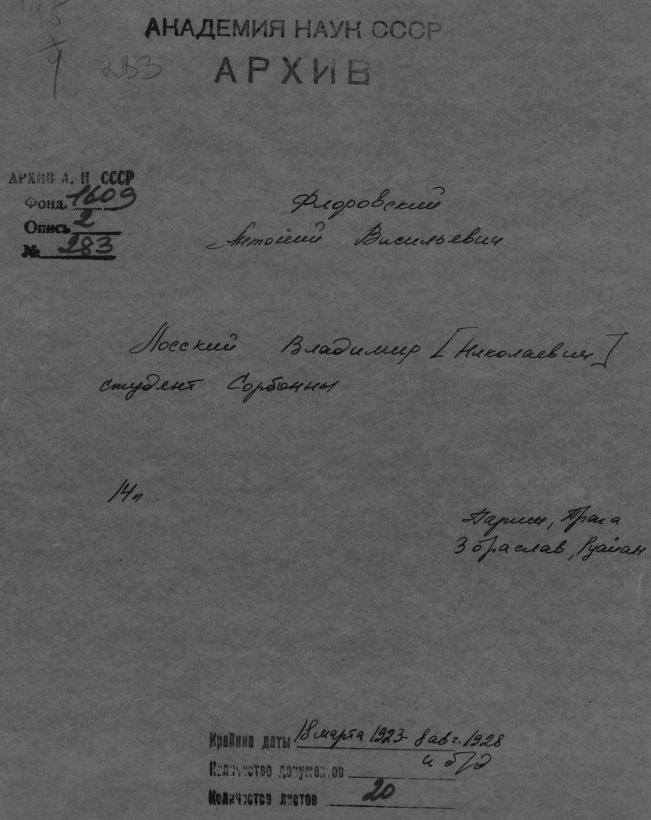 195
283
АКАДЕМИЯ НАУК СССР
АРХИВ
АРХИВ А. Н СССР
Фонд. 1609
Опись 2
№ 283
Флоровский
Антоний Васильевич
Лосский Владимир [Николаевич]
студент Сорбонны
14п.
Париж, Прага
Збраслав, Руайан
Крайние даты 18 марта 1923 - 8 авг. 1928
и б/д
Количество документов
Количество листов 20